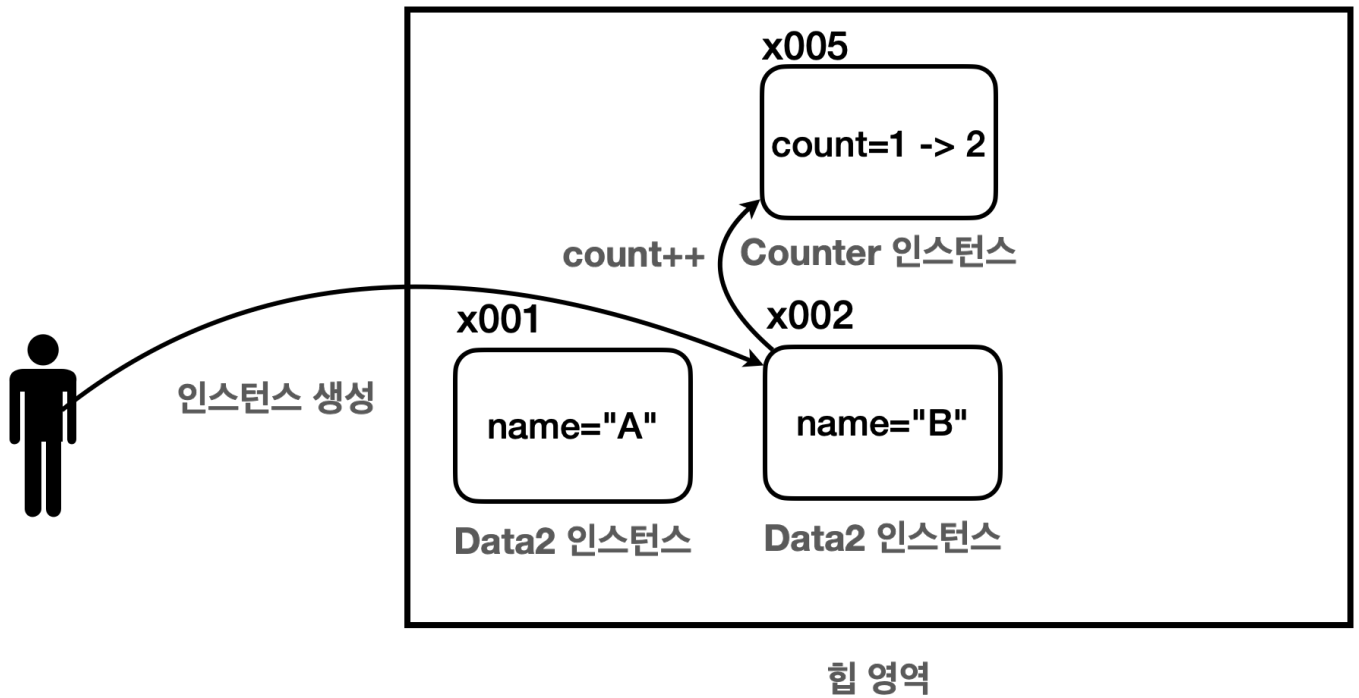 x005
count=1 -> 2
count++
Counter 인스턴스
x001
x002
인스턴스 생성
name="A"
name="B"
Data2 인스턴스
Data2 인스턴스
힙 영역